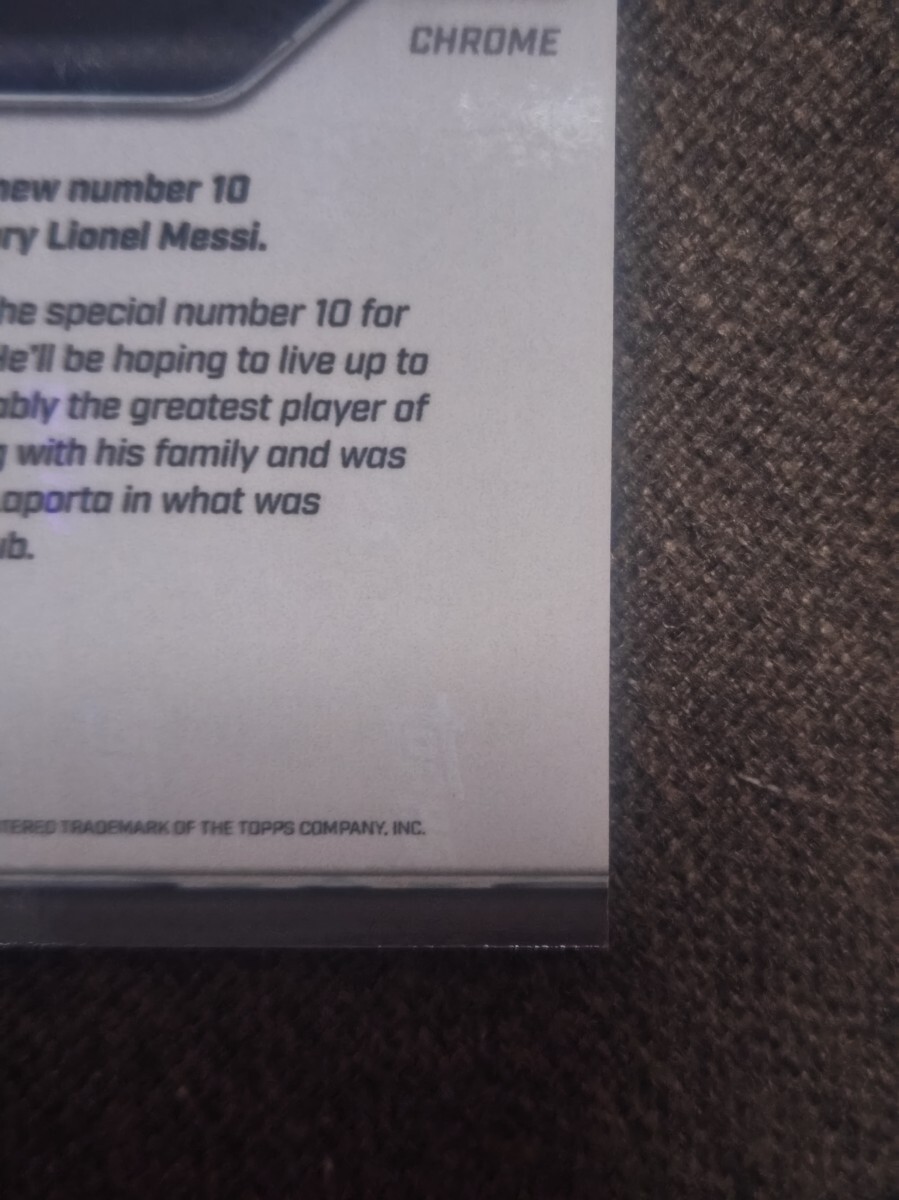 CHROME
new number 10
ry Lionel Messi.
he special number 10 for
He'll be hoping to live up to
ably the greatest player of
g with his family and was
Laporta in what was
ub.
TERED TRADEMARK OF THE TOPPS COMPANY, INC.